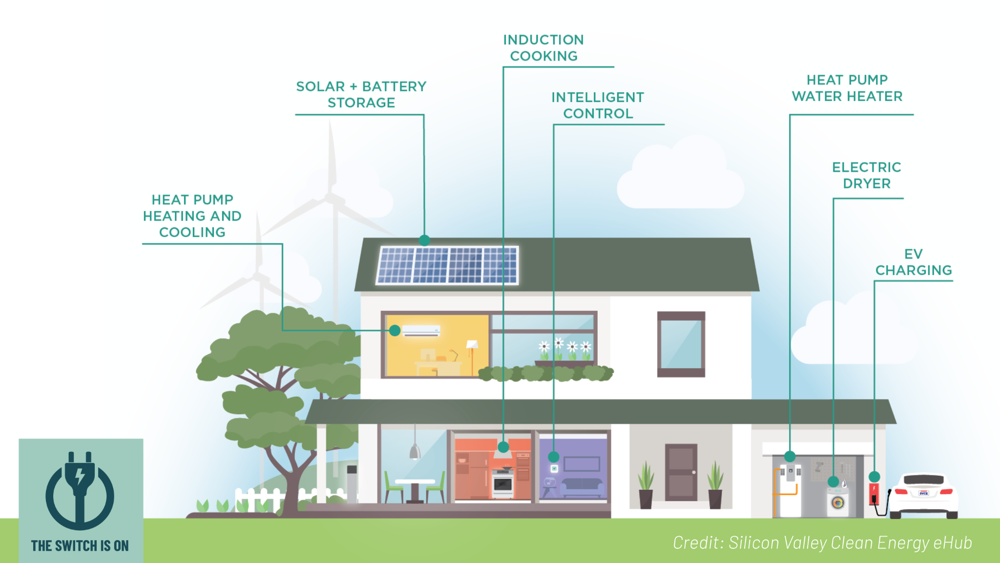 INDUCTION
COOKING
SOLAR + BATTERY
STORAGE
INTELLIGENT
CONTROL
HEAT PUMP
WATER HEATER
ELECTRIC
DRYER
HEAT PUMP
HEATING AND
COOLING
EV
CHARGING
SVCE
THE SWITCH IS ON
Credit: Silicon Valley Clean Energy eHub